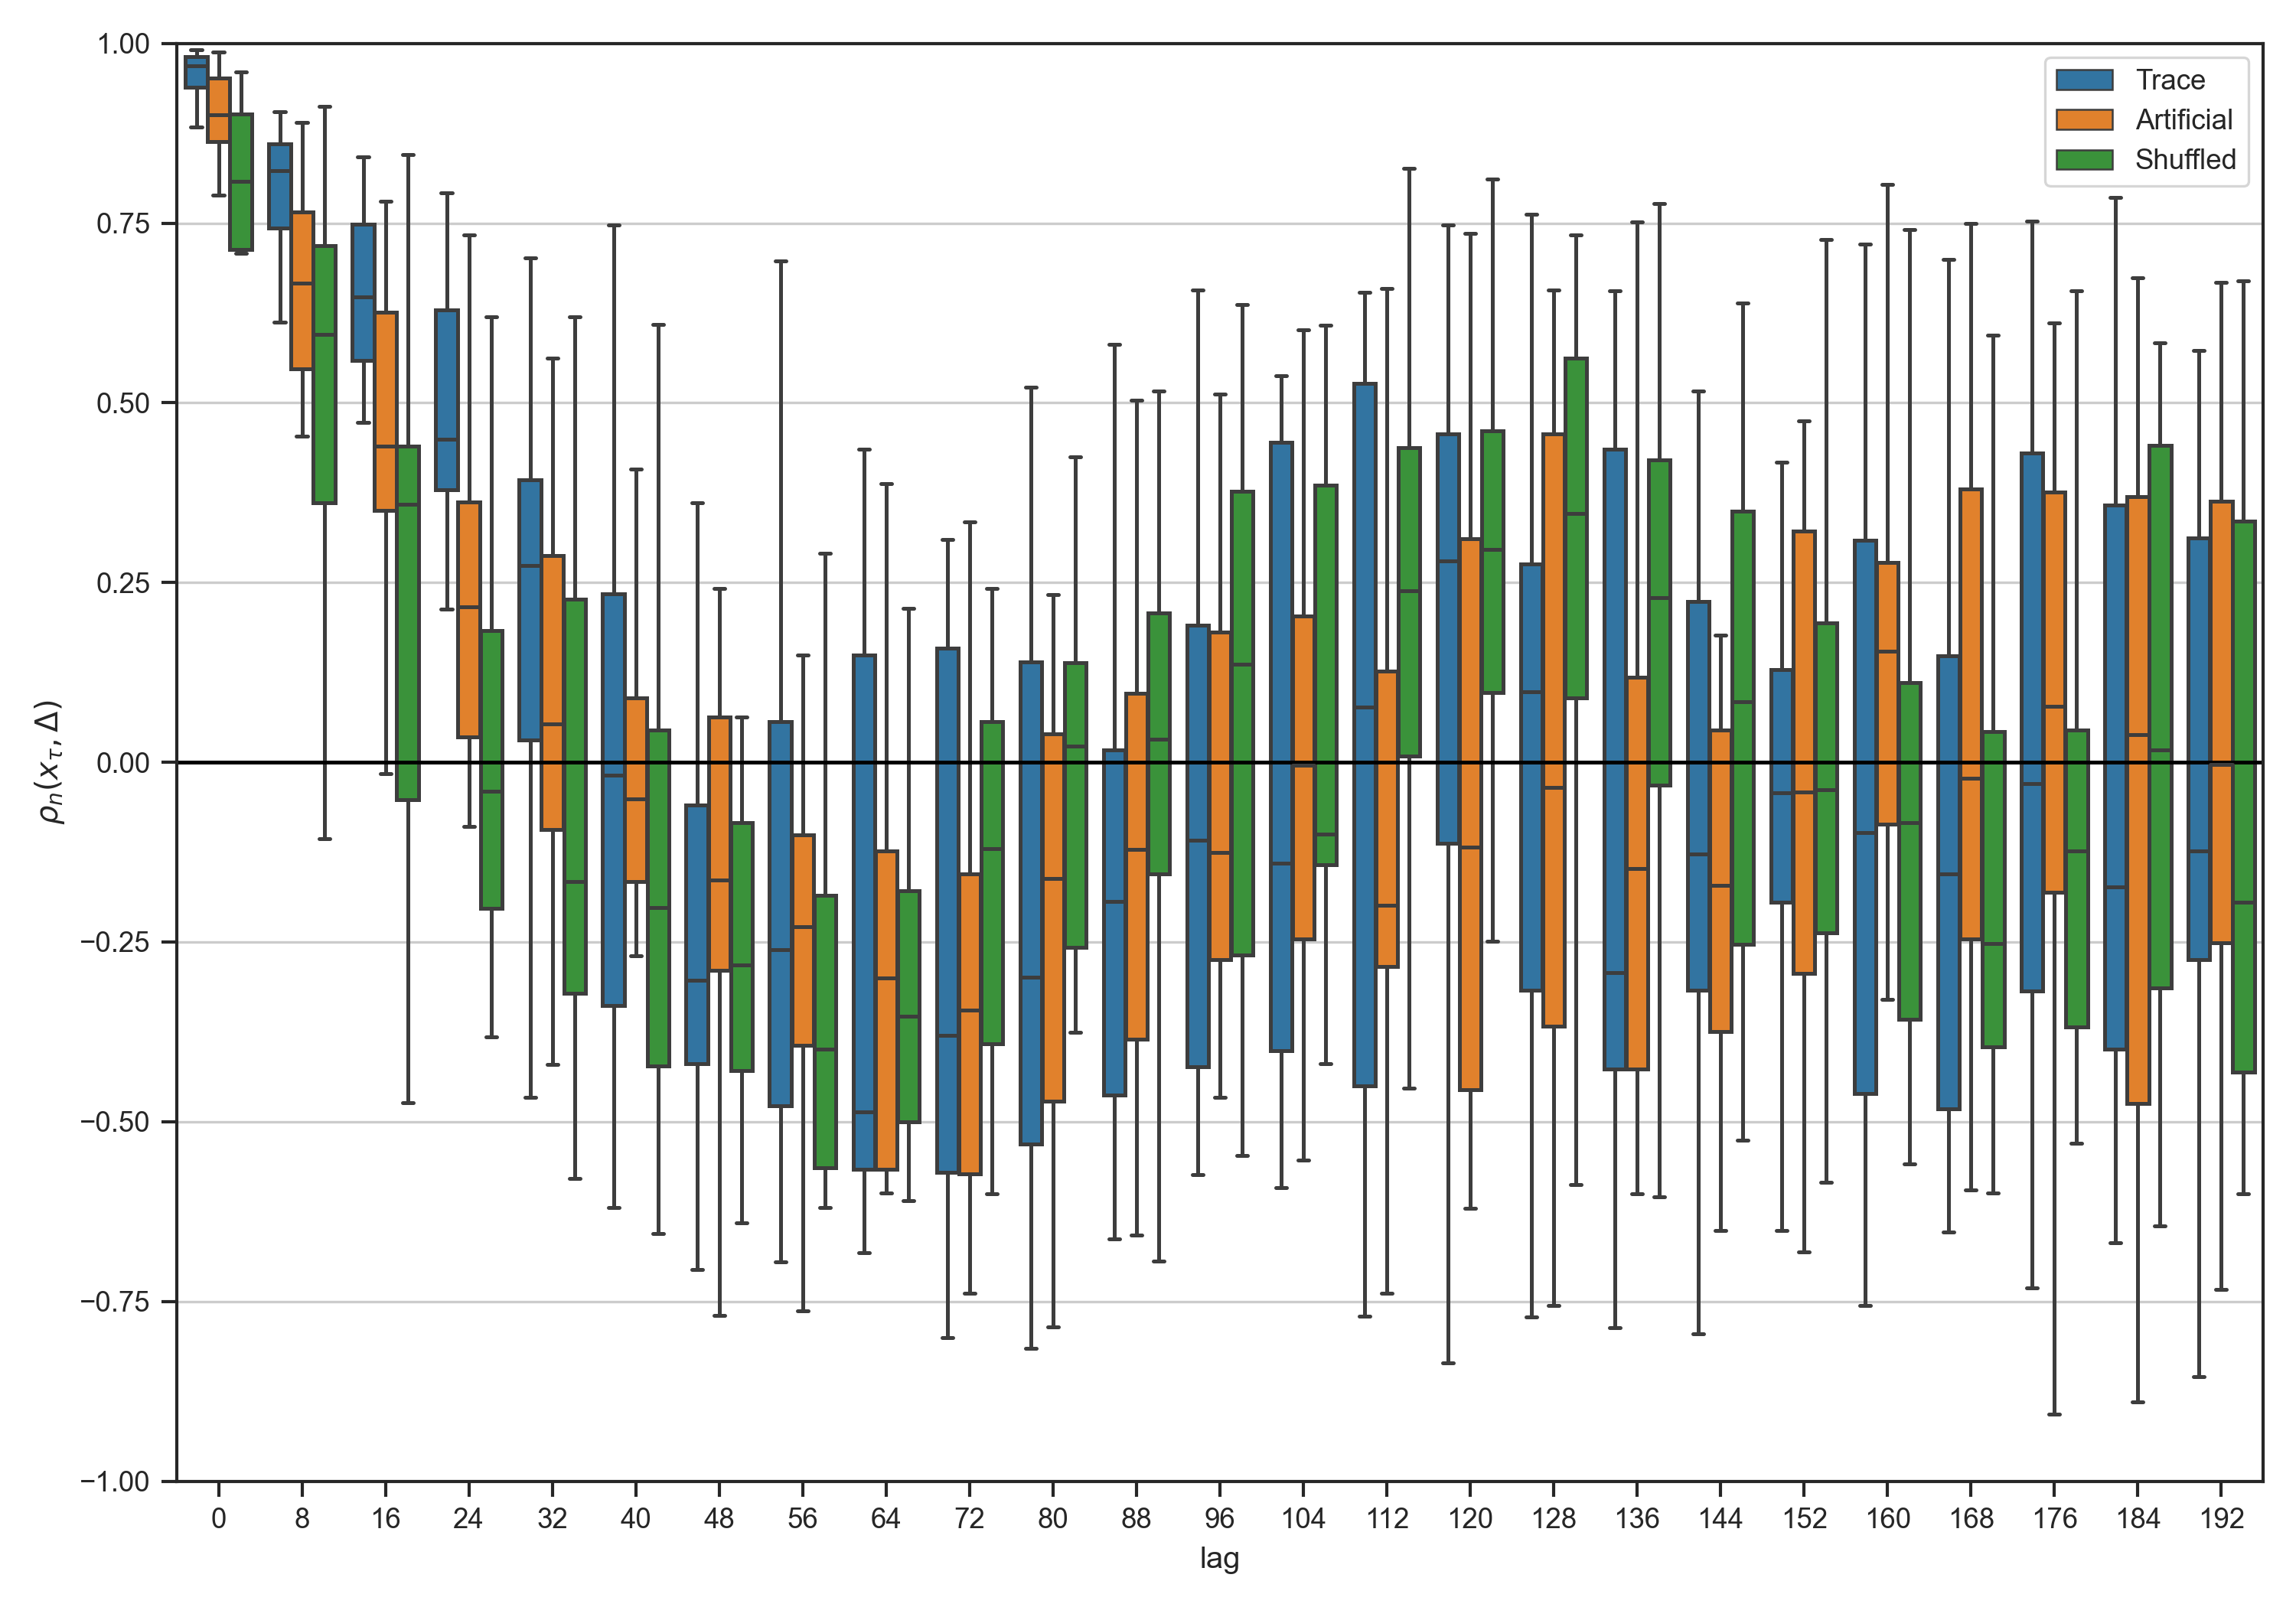 1.00
0.75
0.50
0.25
0.00
−0.25
−0.50
−0.75
−1.00
ρn(xτ, Δ)
Trace
Artificial
Shuffled
0 8 16 24 32 40 48 56 64 72 80 88 96 104 112 120 128 136 144 152 160 168 176 184 192
lag